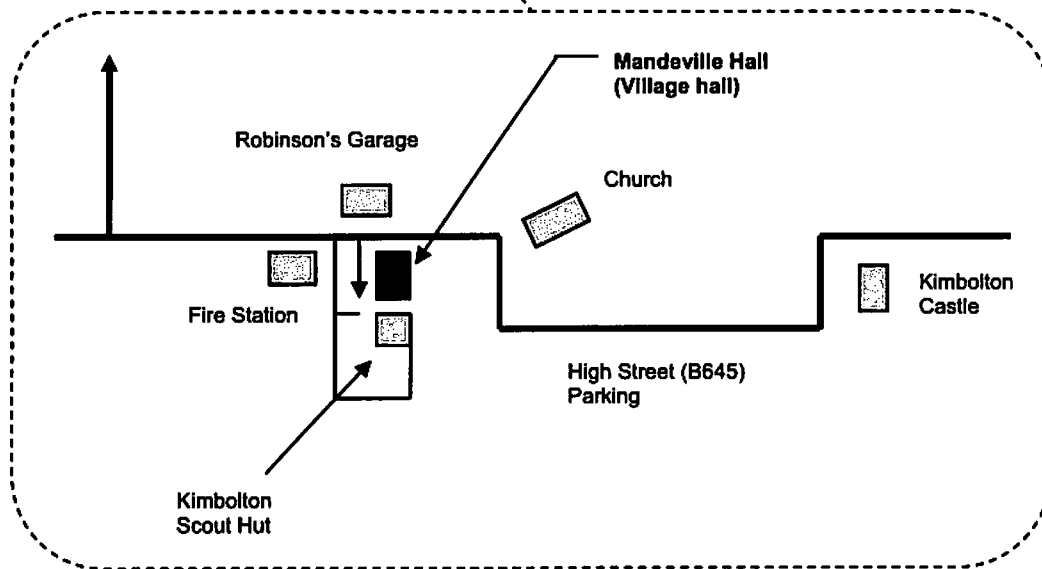 Mandeville Hall
(Village hall)
Robinson's Garage
Church
Fire Station
Kimbolton
Castle
High Street (B645)
Parking
Kimbolton
Scout Hut